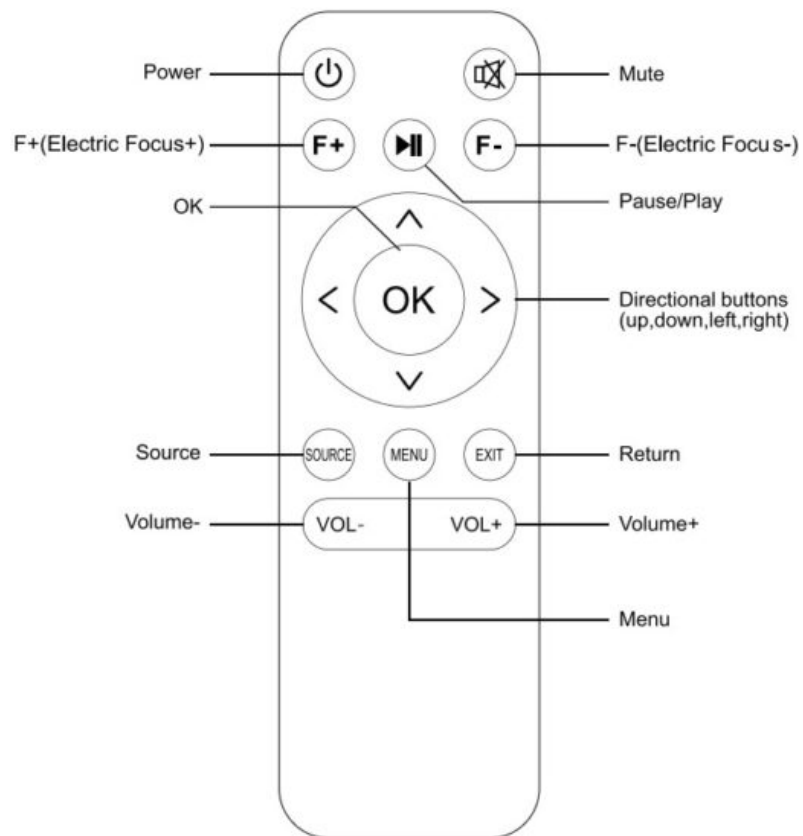 Power
Mute
F+(Electric Focus+)
F+
F-
F-(Electric Focus-)
Pause/Play
OK
OK
Directional buttons
(up,down,left,right)
Source
SOURCE
MENU
EXIT
Return
Volume-
VOL-
VOL+
Volume+
Menu